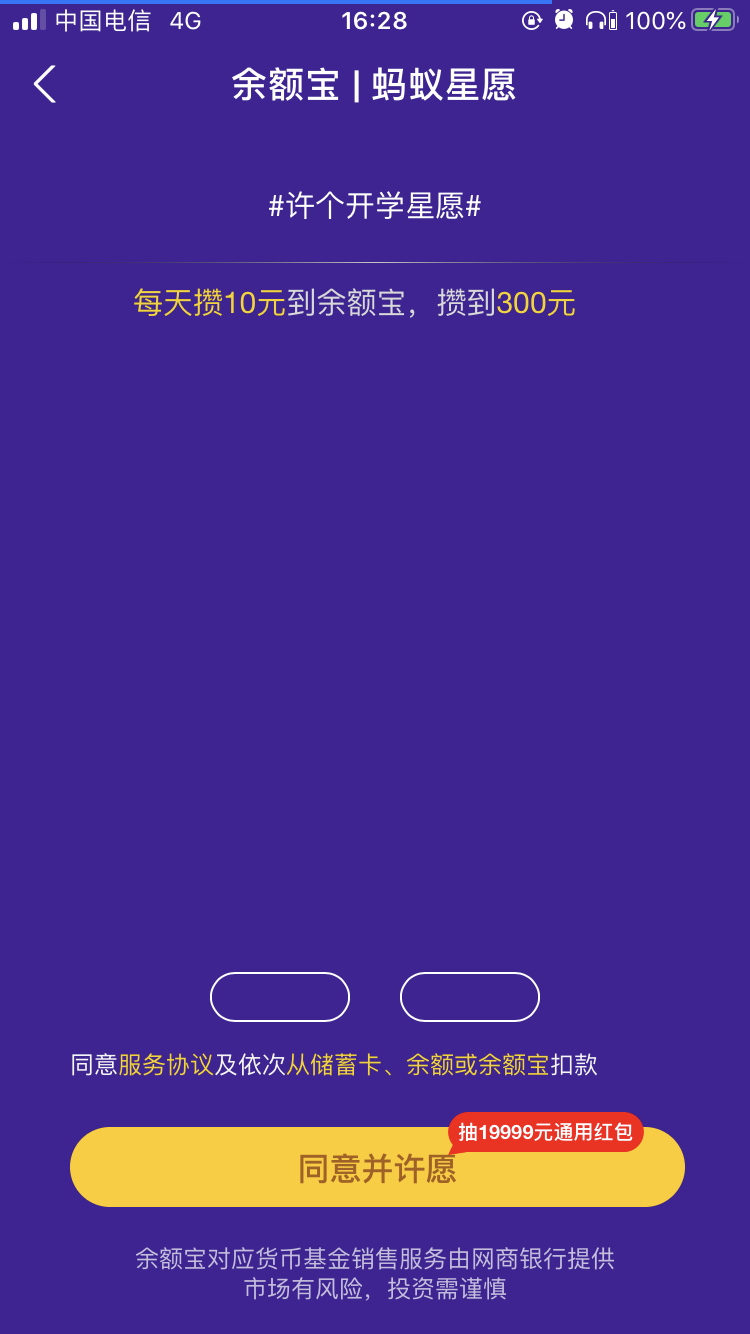 中国电信 4G 16:28 100%
余额宝 | 蚂蚁星愿
#许个开学星愿#
每天攒10元到余额宝，攒到300元
同意服务协议及依次从储蓄卡、余额或余额宝扣款
抽19999元通用红包
同意并许愿
余额宝对应货币基金销售服务由网商银行提供
市场有风险，投资需谨慎